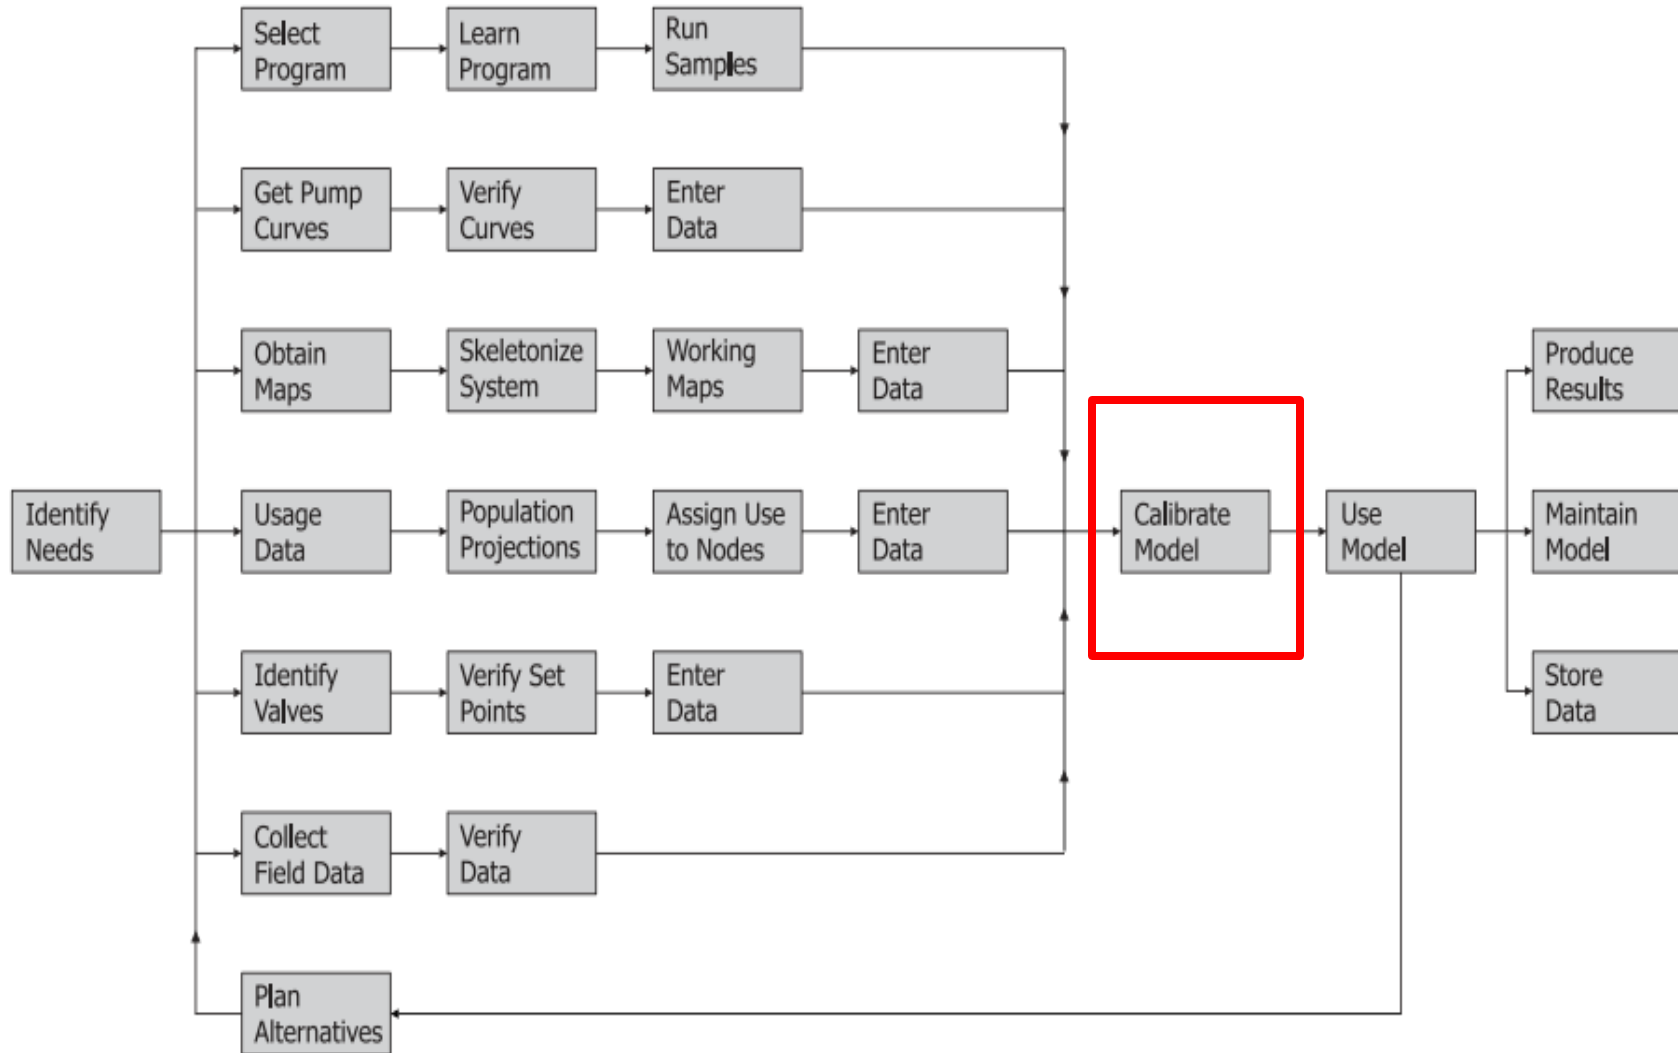 Select
Program
Learn
Program
Run
Samples
Get Pump
Curves
Verify
Curves
Enter
Data
Obtain
Maps
Skeletonize
System
Working
Maps
Enter
Data
Produce
Results
Identify
Needs
Usage
Data
Population
Projections
Assign Use
to Nodes
Enter
Data
Calibrate
Model
Use
Model
Maintain
Model
Identify
Valves
Verify Set
Points
Enter
Data
Store
Data
Collect
Field Data
Verify
Data
Plan
Alternatives